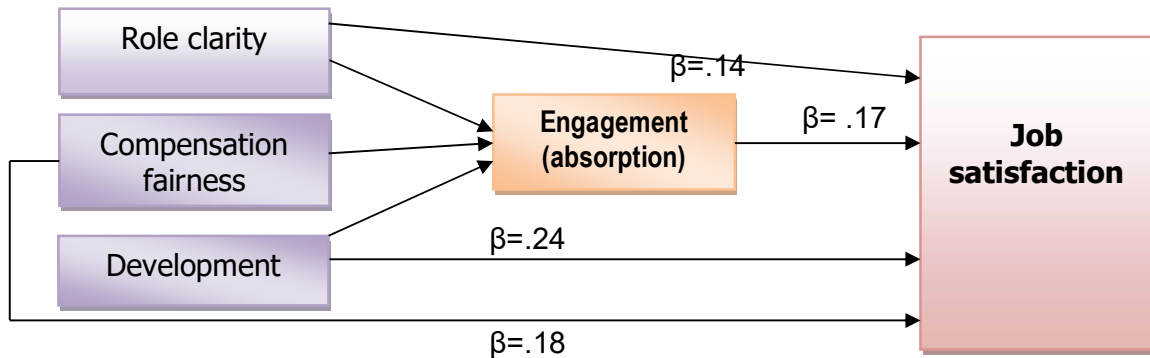 Role clarity
β=.14
Engagement
(absorption)
β= .17
Job
satisfaction
Compensation
fairness
Development
β=.24
β=.18